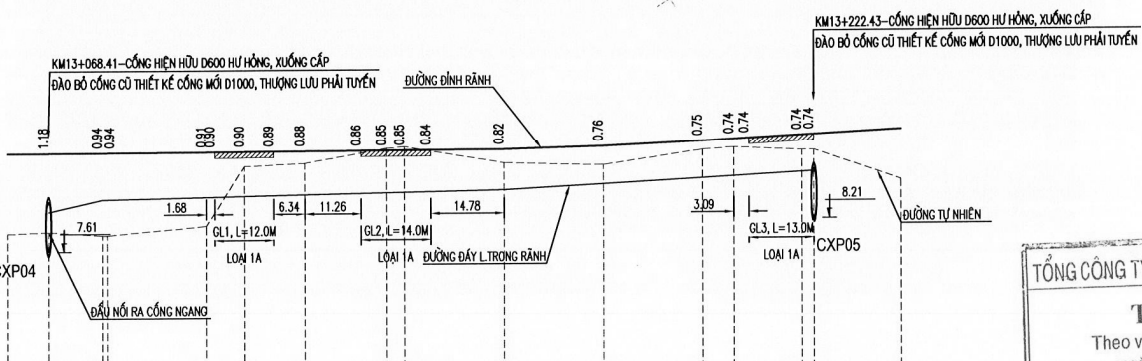 KM13+222.43-CỐNG HIỆN HỮU D600 HƯ HỎNG, XUỐNG CẤP
ĐÀO BỎ CỐNG CŨ THIẾT KẾ CỐNG MỚI D1000, THƯỢNG LƯU PHẢI TUYẾN
KM13+068.41-CỐNG HIỆN HỮU D600 HƯ HỎNG, XUỐNG CẤP
ĐÀO BỎ CỐNG CŨ THIẾT KẾ CỐNG MỚI D1000, THƯỢNG LƯU PHẢI TUYẾN
ĐƯỜNG ĐỈNH RÃNH
1.18 0.94 0.94 0.91 0.90 0.90 0.89 0.88 0.86 0.85 0.85 0.84 0.82 0.76 0.75 0.74 0.74 0.74 0.74
1.68 6.34 11.26 14.78 3.09 8.21
7.61
ĐƯỜNG TỰ NHIÊN
GL1, L=12.0M GL2, L=14.0M GL3, L=13.0M
CXP05
LOẠI 1A LOẠI 1A ĐƯỜNG ĐÁY L.TRONG RÃNH LOẠI 1A
CXP04
ĐẤU NỐI RA CỐNG NGANG
TỔNG CÔNG TY
T
Theo v